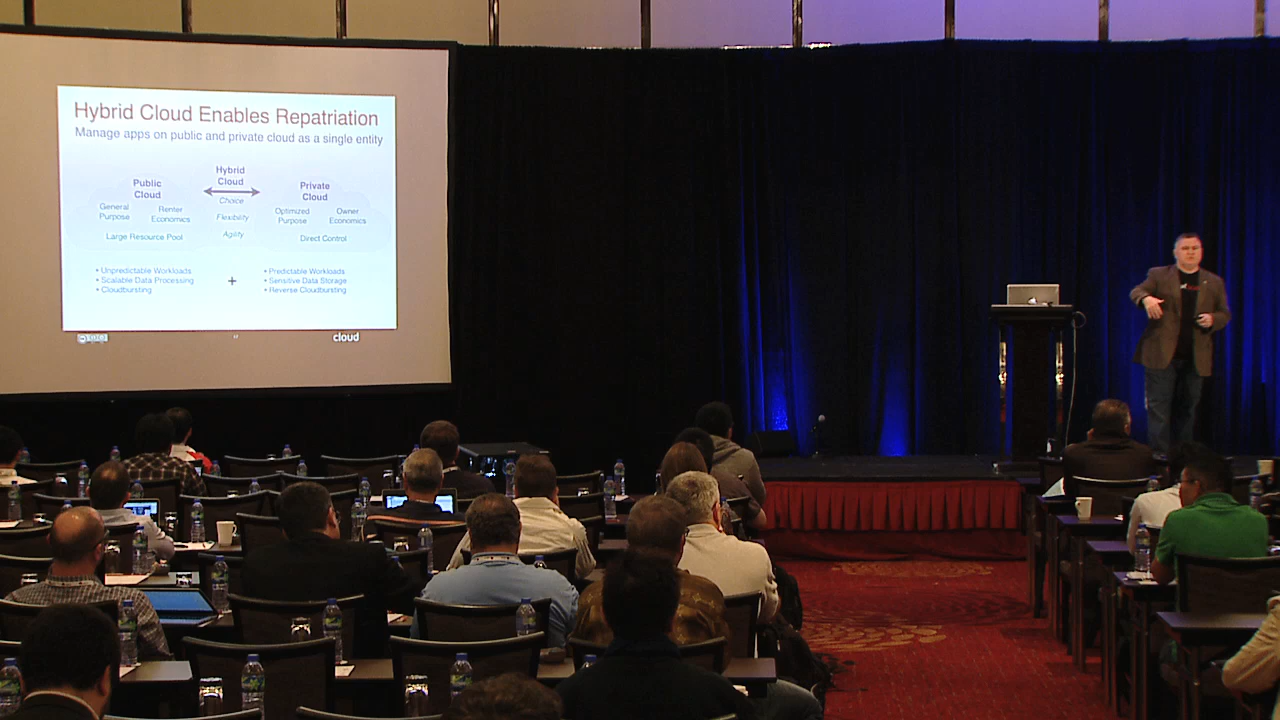 Hybrid Cloud Enables Repatriation
Manage apps on public and private cloud as a single entity
Public
Cloud
General
Purpose
Renter
Economics
Large Resource Pool
Hybrid
Cloud
Choice
Flexibility
Agility
Private
Cloud
Optimized
Purpose
Owner
Economics
Direct Control
• Unpredictable Workloads
• Scalable Data Processing
• Cloudbursting
+
• Predictable Workloads
• Sensitive Data Storage
• Reverse Cloudbursting
cloud